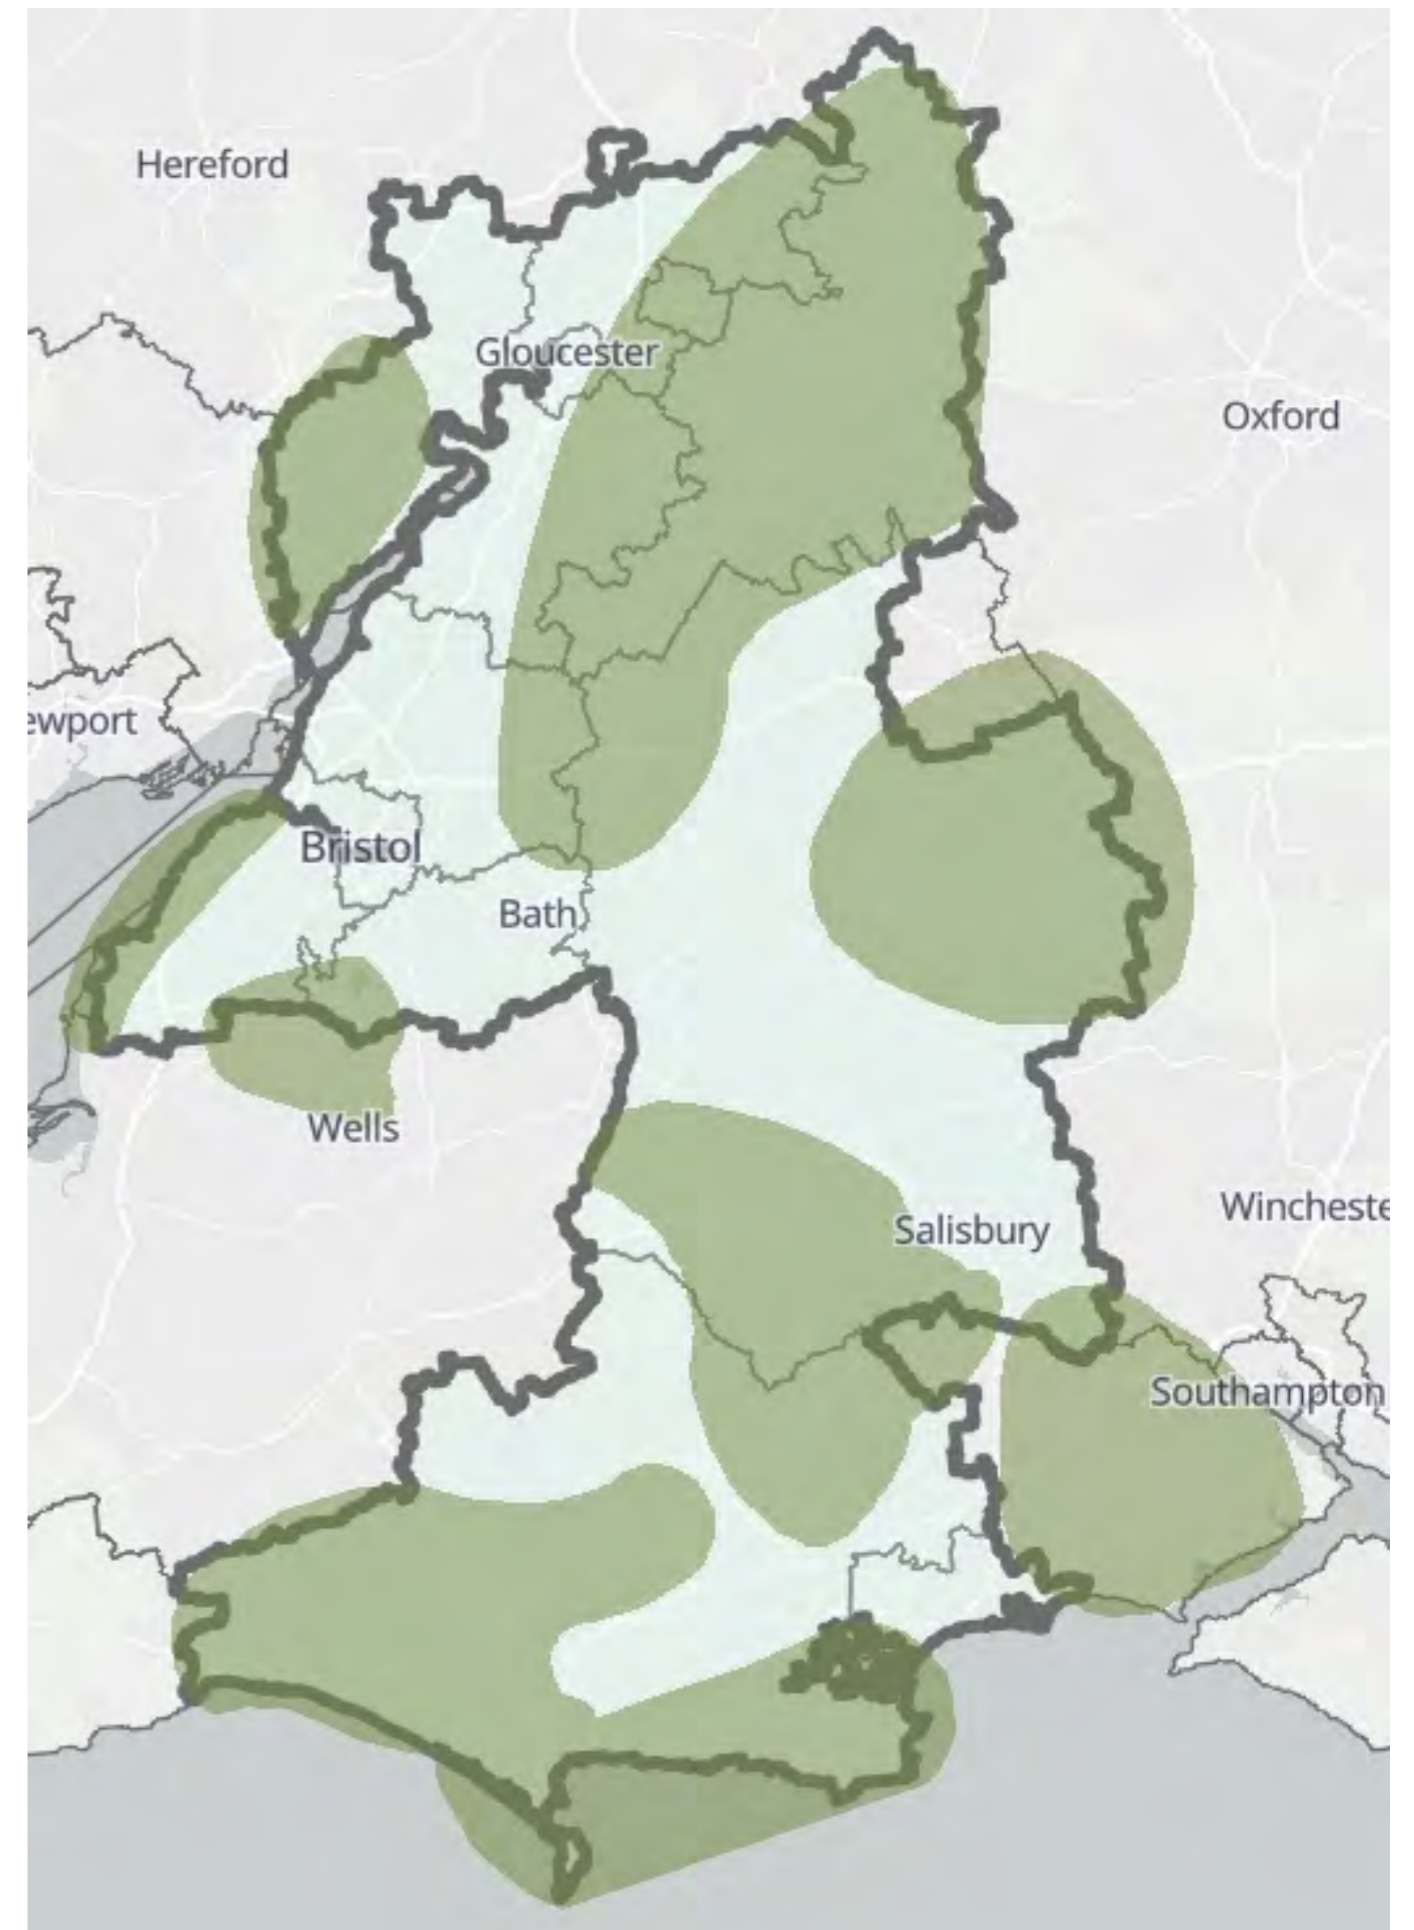 Hereford
Gloucester
Oxford
ewport
Bristol
Bath
Wells
Salisbury
Wincheste
Southampton